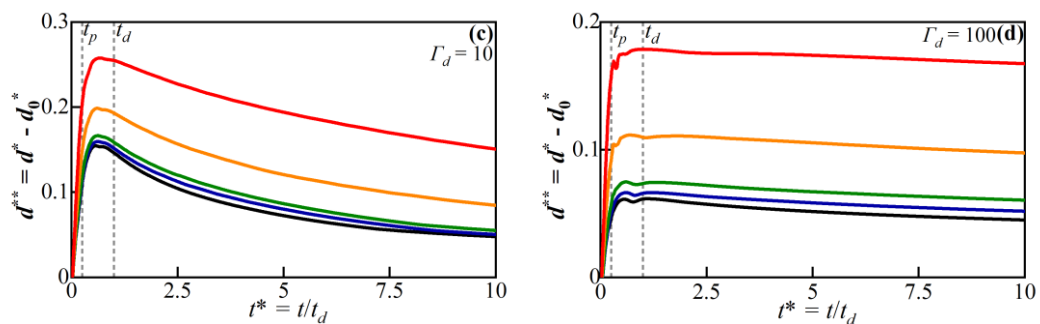 0.3
t_p
t_d
(c)
Γ_d = 10
0.2
0.1
0
d** = d* - d_0*
0
2.5
5
7.5
10
t* = t/t_d
0.2
t_p
t_d
Γ_d = 100 (d)
0.1
0
d** = d* - d_0*
0
2.5
5
7.5
10
t* = t/t_d